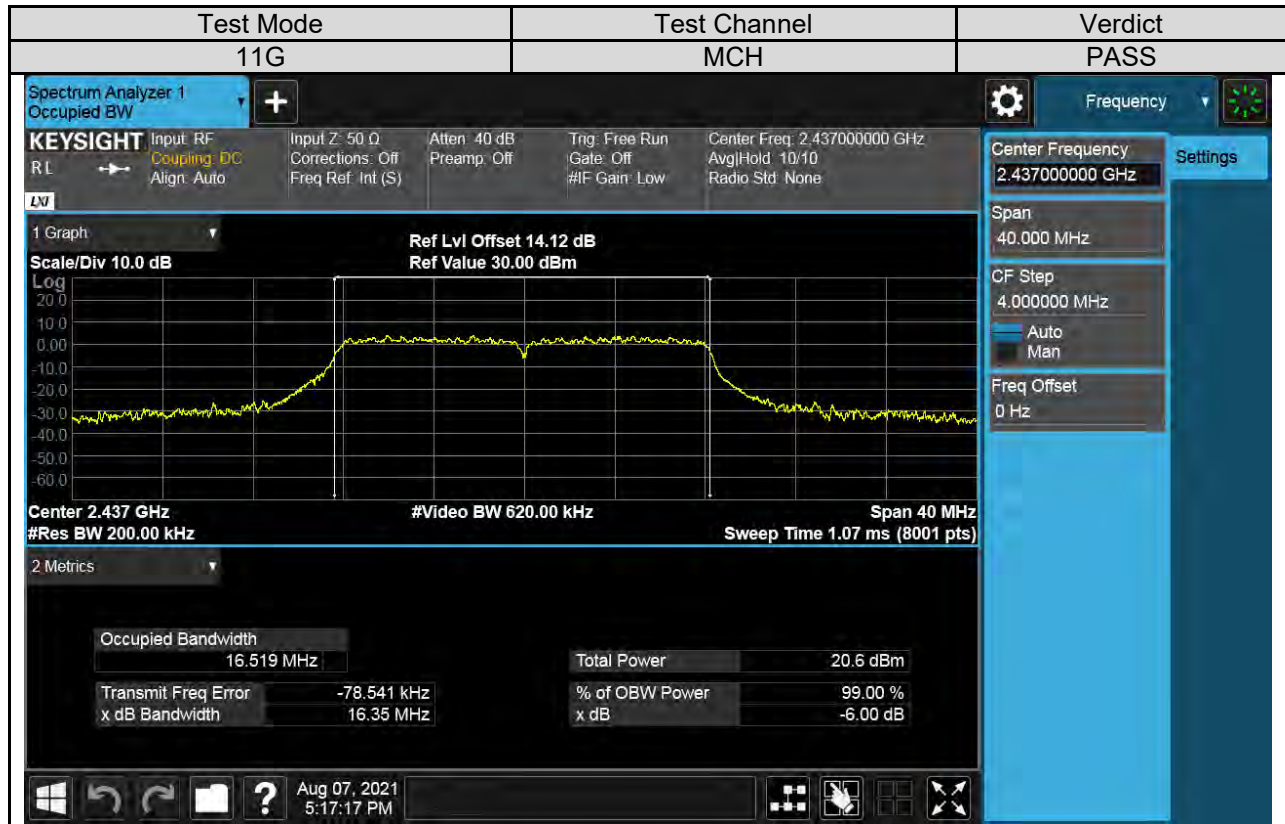 Test Mode Test Channel Verdict
11G MCH PASS
Spectrum Analyzer 1
Occupied BW
+
Frequency
KEYSIGHT
RL
LXI
Input: RF
Coupling: DC
Align: Auto
Input Z: 50 Ω
Corrections: Off
Freq Ref: Int (S)
Atten: 40 dB
Preamp: Off
Trig: Free Run
Gate: Off
#IF Gain: Low
Center Freq: 2.437000000 GHz
Avg|Hold: 10/10
Radio Std: None
Center Frequency
2.437000000 GHz
Settings
Span
40.000 MHz
CF Step
4.000000 MHz
Auto
Man
Freq Offset
0 Hz
1 Graph
Scale/Div 10.0 dB
Ref Lvl Offset 14.12 dB
Ref Value 30.00 dBm
Log
20.0
10.0
0.00
-10.0
-20.0
-30.0
-40.0
-50.0
-60.0
Center 2.437 GHz #Video BW 620.00 kHz Span 40 MHz
#Res BW 200.00 kHz Sweep Time 1.07 ms (8001 pts)
2 Metrics
Occupied Bandwidth
16.519 MHz
Total Power 20.6 dBm
Transmit Freq Error -78.541 kHz % of OBW Power 99.00 %
x dB Bandwidth 16.35 MHz x dB -6.00 dB
?
Aug 07, 2021
5:17:17 PM